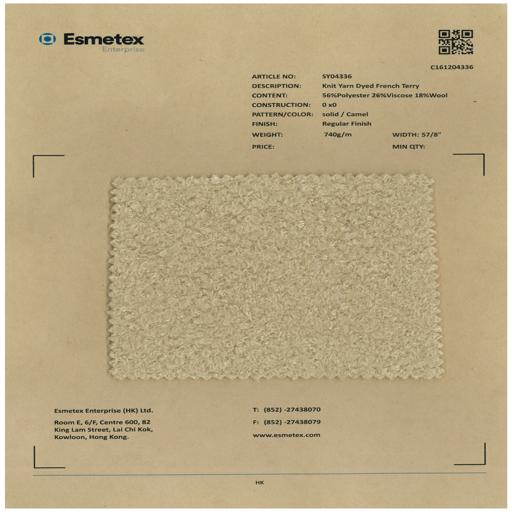 Esmetex
Enterprise
C161204336
ARTICLE NO: SY04336
DESCRIPTION: Knit Yarn Dyed French Terry
CONTENT: 56%Polyester 26%Viscose 18%Wool
CONSTRUCTION: 0 x0
PATTERN/COLOR: solid / Camel
FINISH: Regular Finish
WEIGHT: 740g/m WIDTH: 57/8"
PRICE: MIN QTY:
Esmetex Enterprise (HK) Ltd. T: (852) -27438070
Room E, 6/F, Centre 600, 82 F: (852) -27438079
King Lam Street, Lai Chi Kok,
Kowloon, Hong Kong. www.esmetex.com
HK